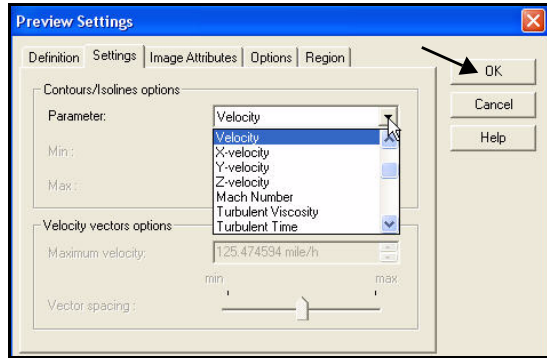 Preview Settings
Definition Settings Image Attributes Options Region
OK
Cancel
Help
Contours/Isolines options
Parameter: Velocity
Velocity
X-velocity
Y-velocity
Z-velocity
Mach Number
Turbulent Viscosity
Turbulent Time
Min :
Max :
Velocity vectors options
Maximum velocity: 125.474594 mile/h
min max
Vector spacing :